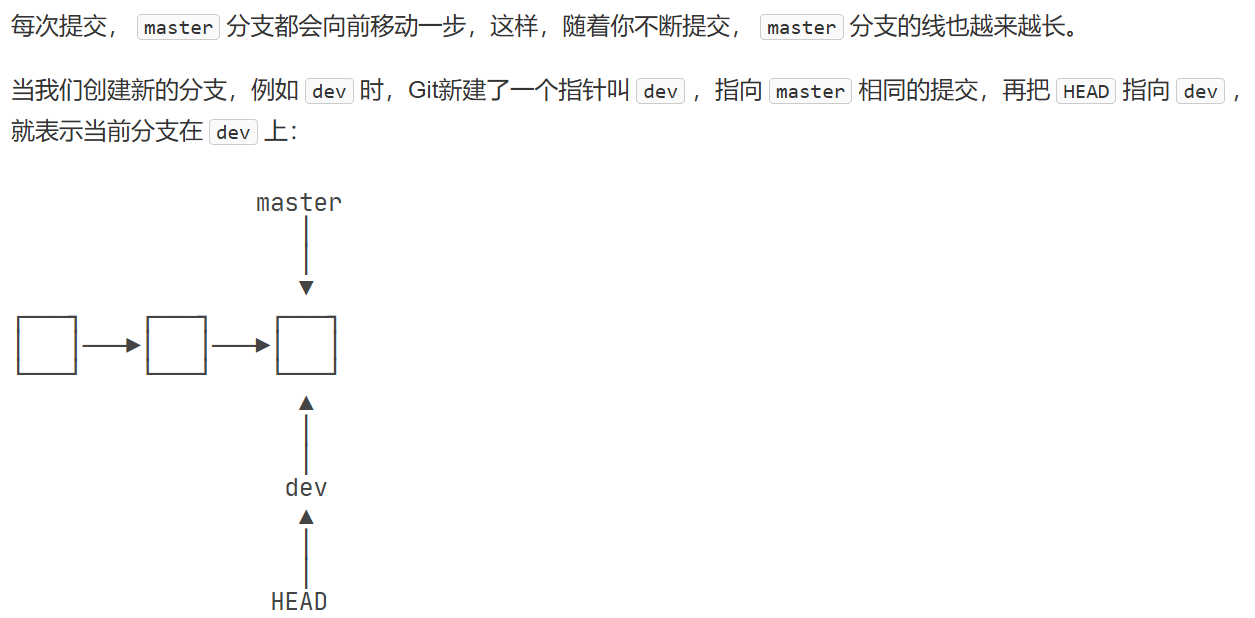 每次提交， master 分支都会向前移动一步，这样，随着你不断提交， master 分支的线也越来越长。
当我们创建新的分支，例如 dev 时，Git新建了一个指针叫 dev ，指向 master 相同的提交，再把 HEAD 指向 dev ，
就表示当前分支在 dev 上：
master
dev
HEAD